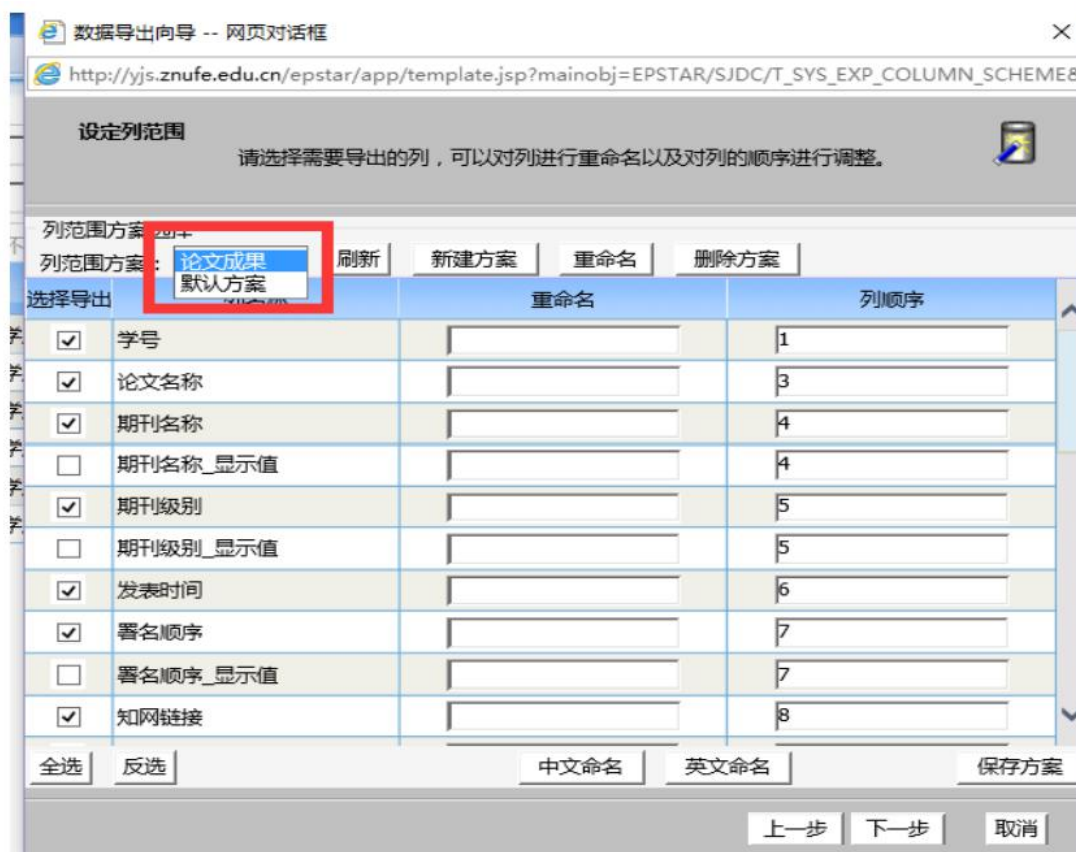 数据导出向导 -- 网页对话框
http://yjs.znufe.edu.cn/epstar/app/template.jsp?mainobj=EPSTAR/SJDC/T_SYS_EXP_COLUMN_SCHEME&
设定列范围
请选择需要导出的列，可以对列进行重命名以及对列的顺序进行调整。
列范围方案
列范围方案： 论文成果 刷新 新建方案 重命名 删除方案
默认方案
选择导出 重命名 列顺序
学号 1
论文名称 3
期刊名称 4
期刊名称_显示值 4
期刊级别 5
期刊级别_显示值 5
发表时间 6
署名顺序 7
署名顺序_显示值 7
知网链接 8
全选 反选 中文命名 英文命名 保存方案
上一步 下一步 取消